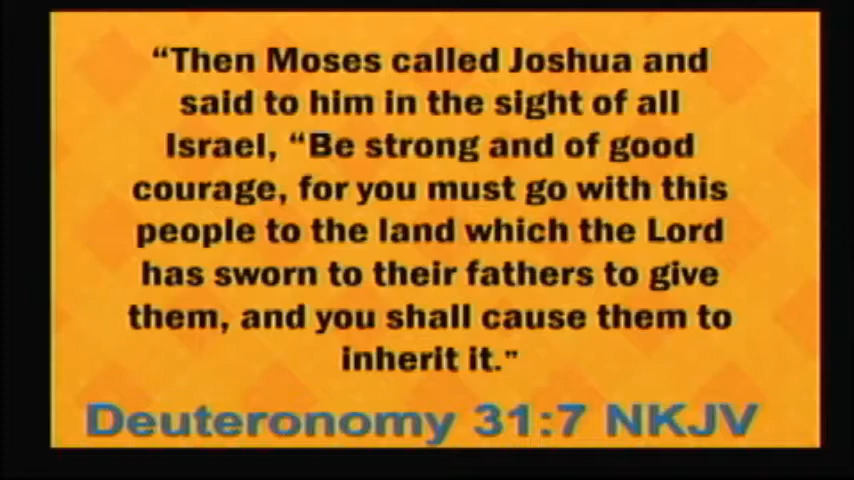 “Then Moses called Joshua and
said to him in the sight of all
Israel, “Be strong and of good
courage, for you must go with this
people to the land which the Lord
has sworn to their fathers to give
them, and you shall cause them to
inherit it.”
Deuteronomy 31:7 NKJV